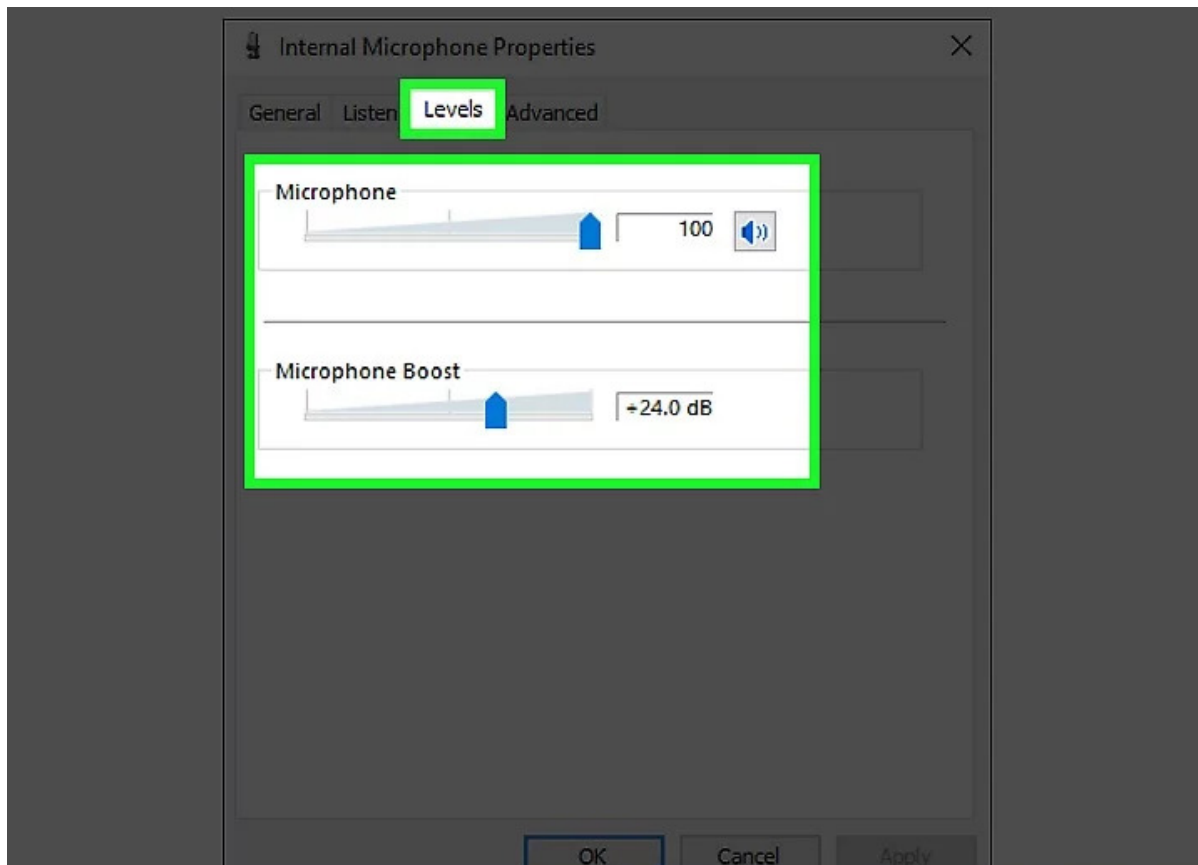 Internal Microphone Properties
General Listen Levels Advanced
Microphone
100
Microphone Boost
+24.0 dB
OK Cancel Apply